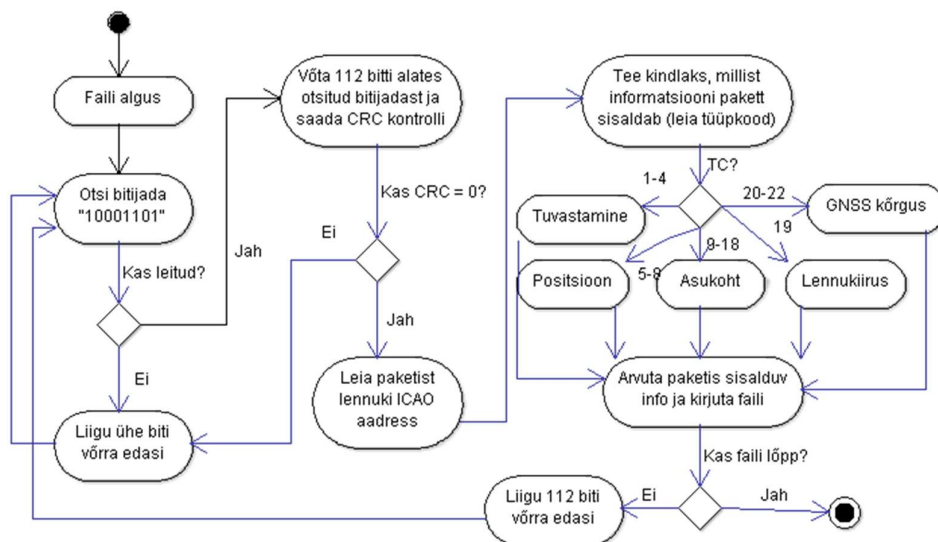 Faili algus
Otsi bitijada
"10001101"
Kas leitud?
Jah
Ei
Liigu ühe biti
võrra edasi
Võta 112 bitti alates
otsitud bitijadast ja
saada CRC kontrolli
Kas CRC = 0?
Ei
Jah
Leia paketist
lennuki ICAO
aadress
Tee kindlaks, millist
informatsiooni pakett
sisaldab (leia tüüpkood)
TC?
1-4
20-22
Tuvastamine
GNSS kõrgus
19
9-18
5-8
Positsioon
Asukoht
Lennukiirus
Arvuta paketis sisalduv
info ja kirjuta faili
Kas faili lõpp?
Ei
Jah
Liigu 112 biti
võrra edasi